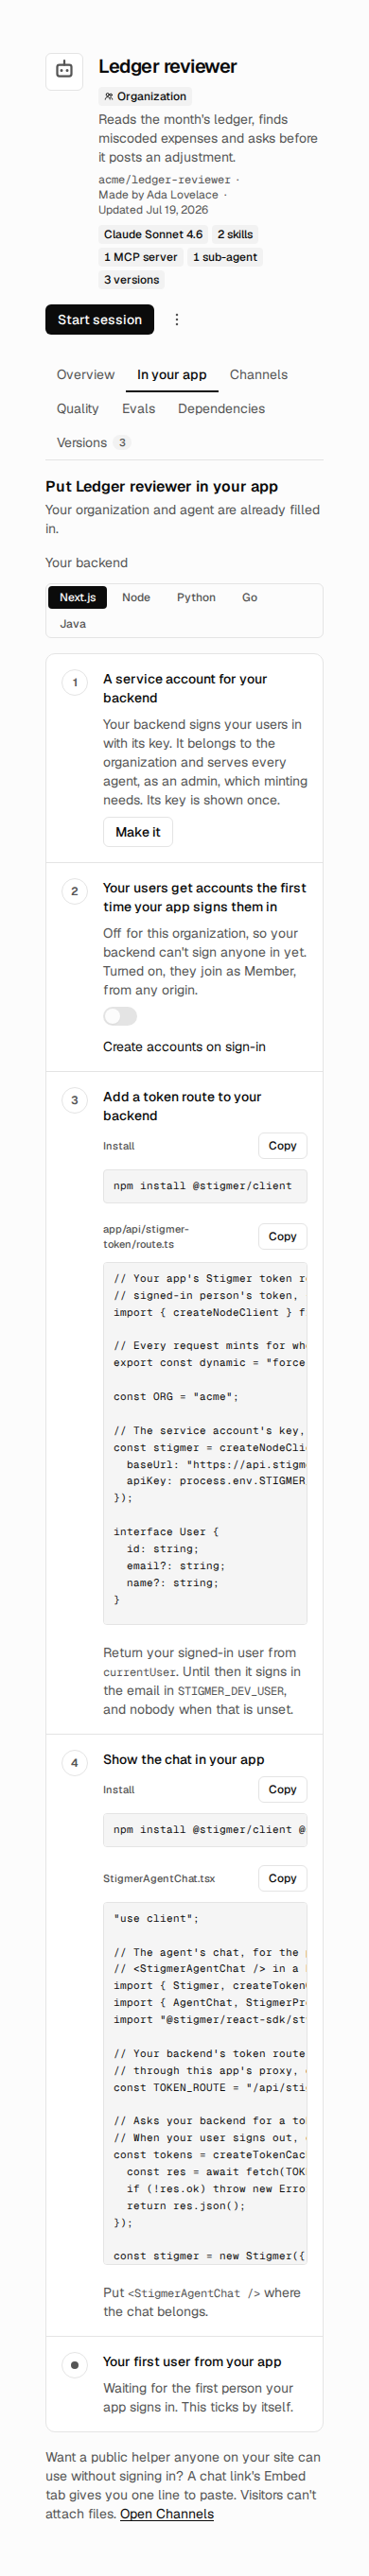 Ledger reviewer
Organization
Reads the month's ledger, finds
miscoded expenses and asks before
it posts an adjustment.
acme/ledger-reviewer ·
Made by Ada Lovelace ·
Updated Jul 19, 2026
Claude Sonnet 4.6 2 skills
1 MCP server 1 sub-agent
3 versions
Start session
Overview In your app Channels
Quality Evals Dependencies
Versions 3
Put Ledger reviewer in your app
Your organization and agent are already filled
in.
Your backend
Next.js Node Python Go
Java
1
A service account for your
backend
Your backend signs your users in
with its key. It belongs to the
organization and serves every
agent, as an admin, which minting
needs. Its key is shown once.
Make it
2
Your users get accounts the first
time your app signs them in
Off for this organization, so your
backend can't sign anyone in yet.
Turned on, they join as Member,
from any origin.
Create accounts on sign-in
3
Add a token route to your
backend
Install Copy
npm install @stigmer/client
app/api/stigmer-
token/route.ts
Copy
// Your app's Stigmer token r
// signed-in person's token,
import { createNodeClient } f
// Every request mints for wh
export const dynamic = "force
const ORG = "acme";
// The service account's key,
const stigmer = createNodeCli
baseUrl: "https://api.stigm
apiKey: process.env.STIGMER
});
interface User {
id: string;
email?: string;
name?: string;
}
Return your signed-in user from
currentUser. Until then it signs in
the email in STIGMER_DEV_USER,
and nobody when that is unset.
4
Show the chat in your app
Install Copy
npm install @stigmer/client @
StigmerAgentChat.tsx Copy
"use client";
// The agent's chat, for the
// <StigmerAgentChat /> in a
import { Stigmer, createToken
import { AgentChat, StigmerPr
import "@stigmer/react-sdk/st
// Your backend's token route
// through this app's proxy,
const TOKEN_ROUTE = "/api/sti
// Asks your backend for a to
// When your user signs out,
const tokens = createTokenCac
const res = await fetch(TOK
if (!res.ok) throw new Erro
return res.json();
});
const stigmer = new Stigmer({
Put <StigmerAgentChat /> where
the chat belongs.
Your first user from your app
Waiting for the first person your
app signs in. This ticks by itself.
Want a public helper anyone on your site can
use without signing in? A chat link's Embed
tab gives you one line to paste. Visitors can't
attach files. Open Channels